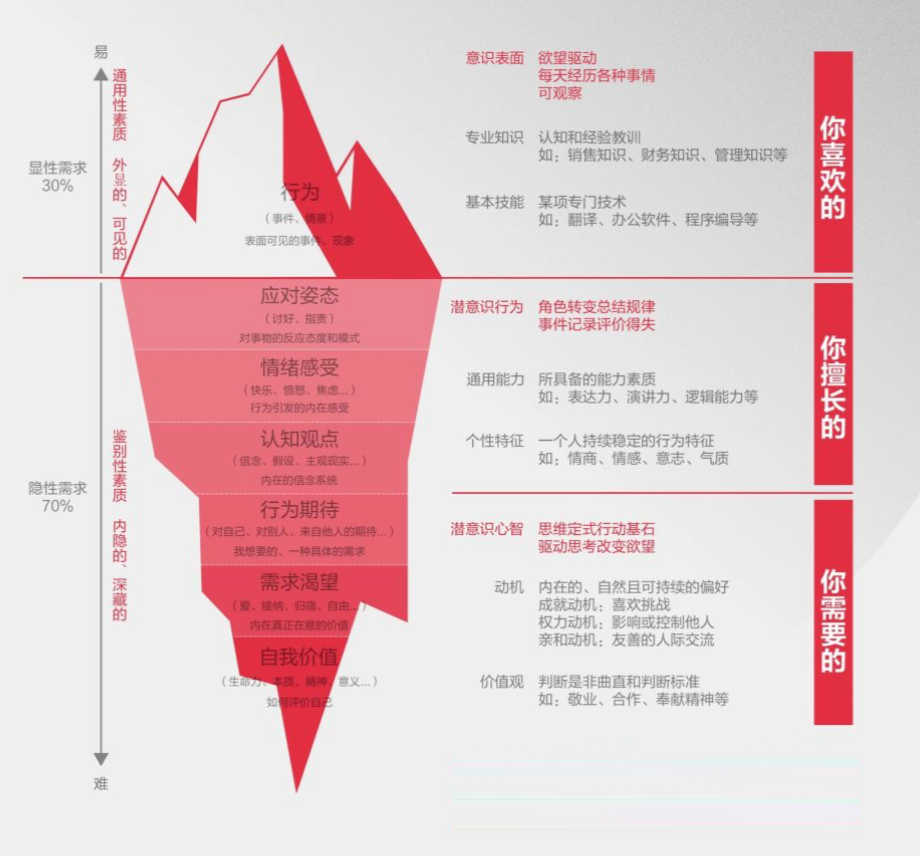 易
通用性素质 外显的、可见的
显性需求
30%
行为
（事件、情景）
表面可见的事件、现象
应对姿态
（讨好、指责）
对事物的反应态度和模式
情绪感受
（快乐、愤怒、焦虑...）
行为引发的内在感受
认知观点
（信念、假设、主观现实...）
内在的信念系统
行为期待
（对自己、对别人、来自他人的期待...）
我想要的、一种具体的需求
需求渴望
（爱、接纳、归宿、自由...）
内在真正在意的价值
自我价值
（生命力、本质、精神、意义...）
如何评价自己
鉴别性素质 内隐的、深藏的
隐性需求
70%
难
意识表面 欲望驱动
每天经历各种事情
可观察
专业知识 认知和经验教训
如：销售知识、财务知识、管理知识等
基本技能 某项专门技术
如：翻译、办公软件、程序编导等
你喜欢的
潜意识行为 角色转变总结规律
事件记录评价得失
通用能力 所具备的能力素质
如：表达力、演讲力、逻辑能力等
个性特征 一个人持续稳定的行为特征
如：情商、情感、意志、气质
你擅长的
潜意识心智 思维定式行动基石
驱动思考改变欲望
动机 内在的、自然且可持续的偏好
成就动机：喜欢挑战
权力动机：影响或控制他人
亲和动机：友善的人际交流
价值观 判断是非曲直和判断标准
如：敬业、合作、奉献精神等
你需要的